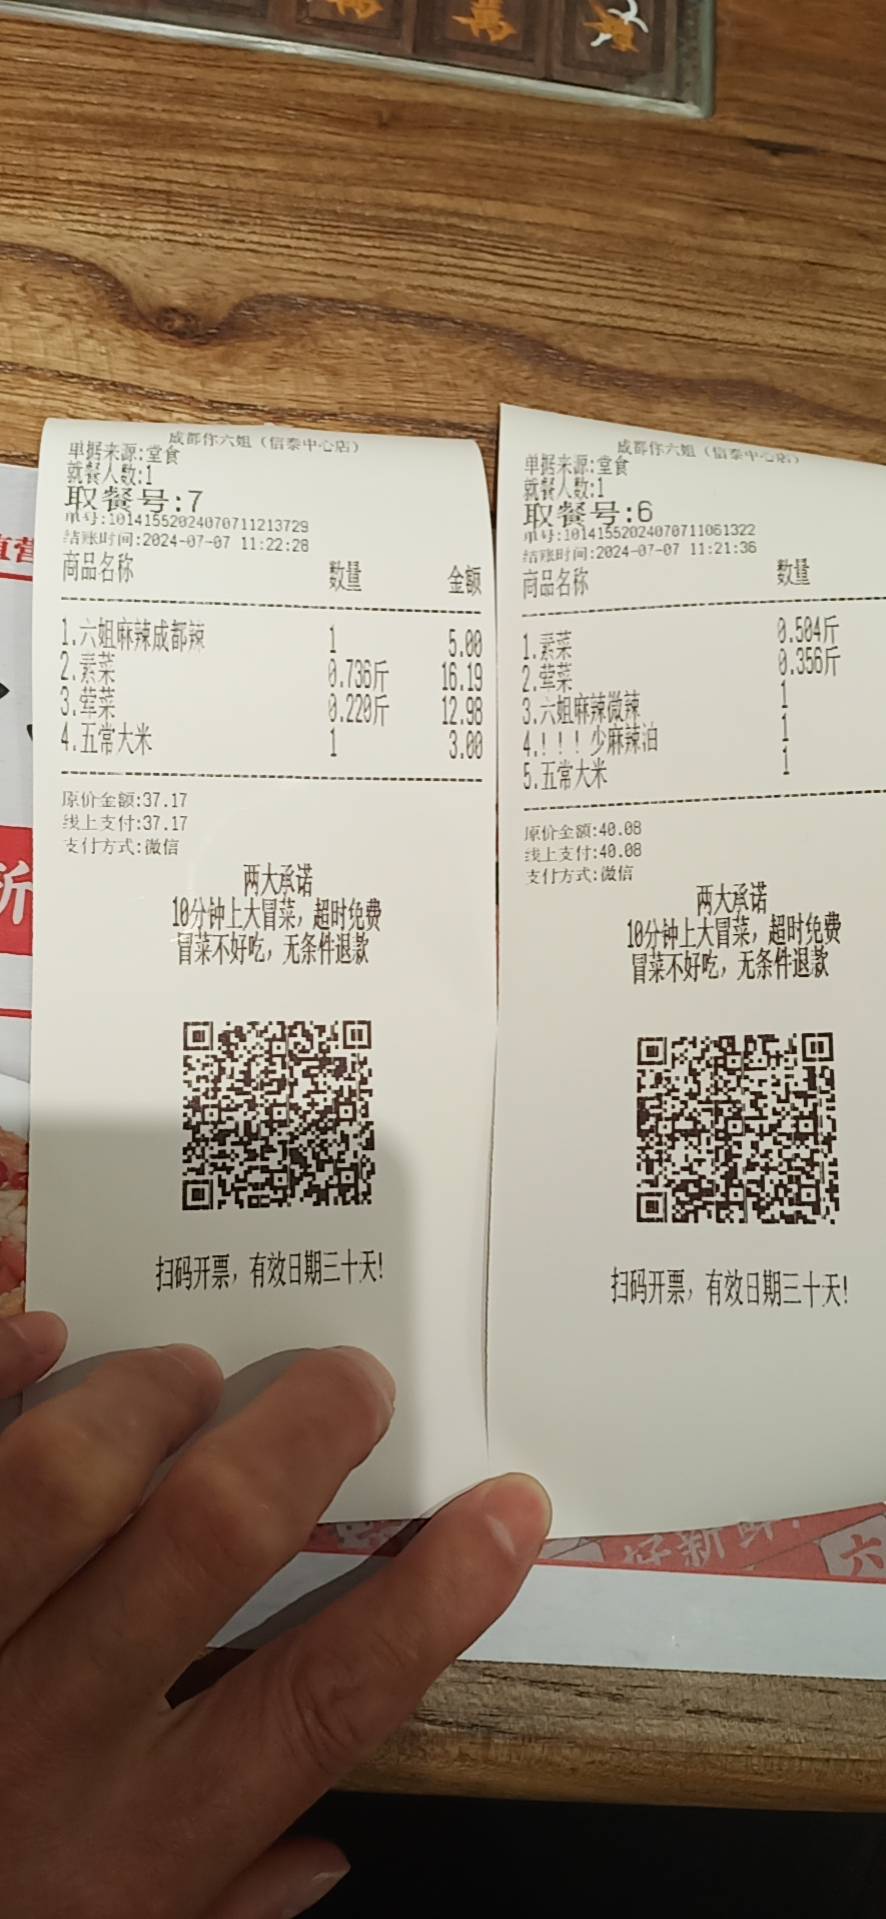 萬
成都你六姐（信泰中心店）
单据来源:堂食
就餐人数:1
取餐号:7
单号:10141552024070711213729
结账时间:2024-07-07 11:22:28
商品名称 数量 金额
1.六姐麻辣成都辣 1 5.00
2.素菜 0.736斤 16.19
3.荤菜 0.220斤 12.98
4.五常大米 1 3.00
原价金额:37.17
线上支付:37.17
支付方式:微信
两大承诺
10分钟上大冒菜，超时免费
冒菜不好吃，无条件退款
扫码开票，有效日期三十天!
成都你六姐（信泰中心店）
单据来源:堂食
就餐人数:1
取餐号:6
单号:10141552024070711061322
结账时间:2024-07-07 11:21:36
商品名称 数量
1.素菜 0.504斤
2.荤菜 0.356斤
3.六姐麻辣微辣 1
4.!!!少麻辣油 1
5.五常大米 1
原价金额:40.08
线上支付:40.08
支付方式:微信
两大承诺
10分钟上大冒菜，超时免费
冒菜不好吃，无条件退款
扫码开票，有效日期三十天!
直营
好新鲜!
六